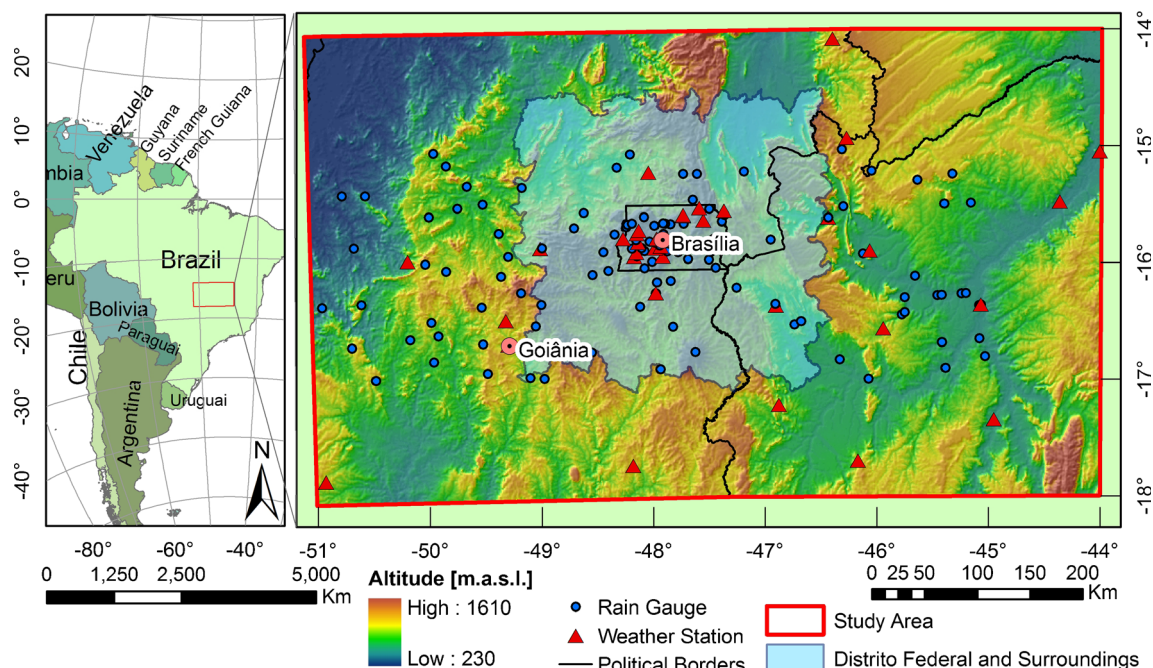 20°
10°
0°
-10°
-20°
-30°
-40°
Venezuela
Guyana
Suriname
French Guiana
mbia
Brazil
eru
Bolivia
Paraguai
Chile
Argentina
Uruguai
N
-80° -60° -40°
0 1,250 2,500 5,000
Km
Brasília
Goiânia
-14°
-15°
-16°
-17°
-18°
-51° -50° -49° -48° -47° -46° -45° -44°
0 25 50 100 150 200
Km
Altitude [m.a.s.l.]
High : 1610
Low : 230
Rain Gauge
Weather Station
Political Borders
Study Area
Distrito Federal and Surroundings